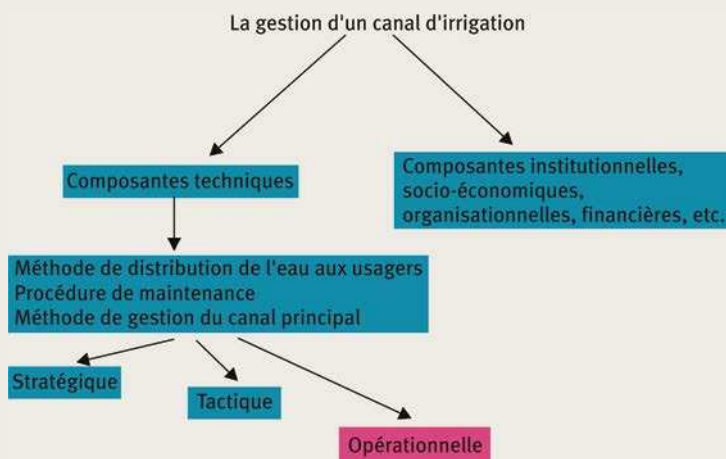 La gestion d'un canal d'irrigation
Composantes techniques
Composantes institutionnelles,
socio-économiques,
organisationnelles, financières, etc.
Méthode de distribution de l'eau aux usagers
Procédure de maintenance
Méthode de gestion du canal principal
Stratégique
Tactique
Opérationnelle